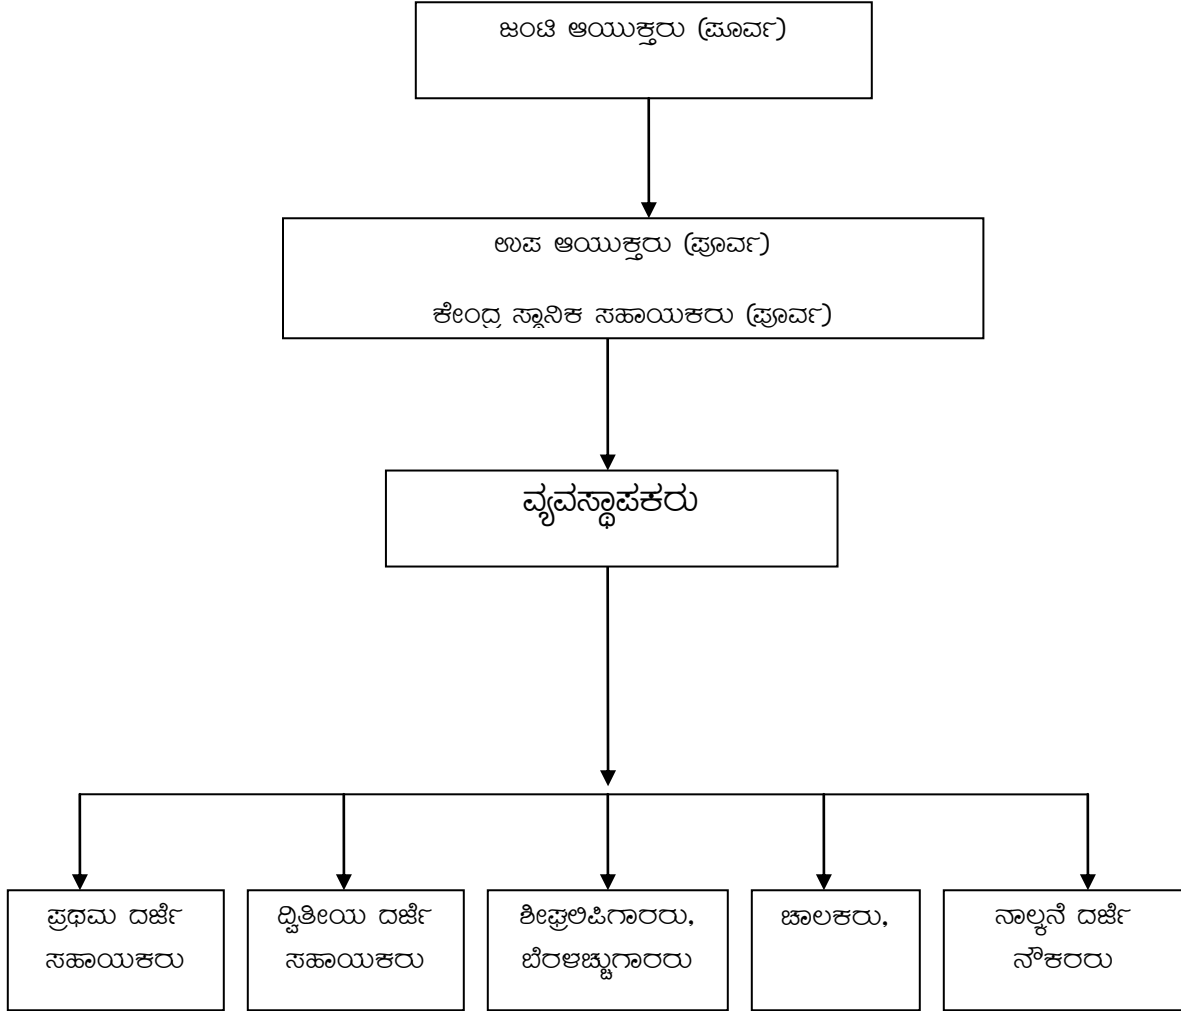 ಜಂಟಿ ಆಯುಕ್ತರು (ಪೂರ್ವ)
ಉಪ ಆಯುಕ್ತರು (ಪೂರ್ವ)
ಕೇಂದ್ರ ಸ್ಥಾನಿಕ ಸಹಾಯಕರು (ಪೂರ್ವ)
ವ್ಯವಸ್ಥಾಪಕರು
ಪ್ರಥಮ ದರ್ಜೆ
ಸಹಾಯಕರು
ದ್ವಿತೀಯ ದರ್ಜೆ
ಸಹಾಯಕರು
ಶೀಘ್ರಲಿಪಿಗಾರರು,
ಬೆರಳಚ್ಚುಗಾರರು
ಚಾಲಕರು,
ನಾಲ್ಕನೆ ದರ್ಜೆ
ನೌಕರರು